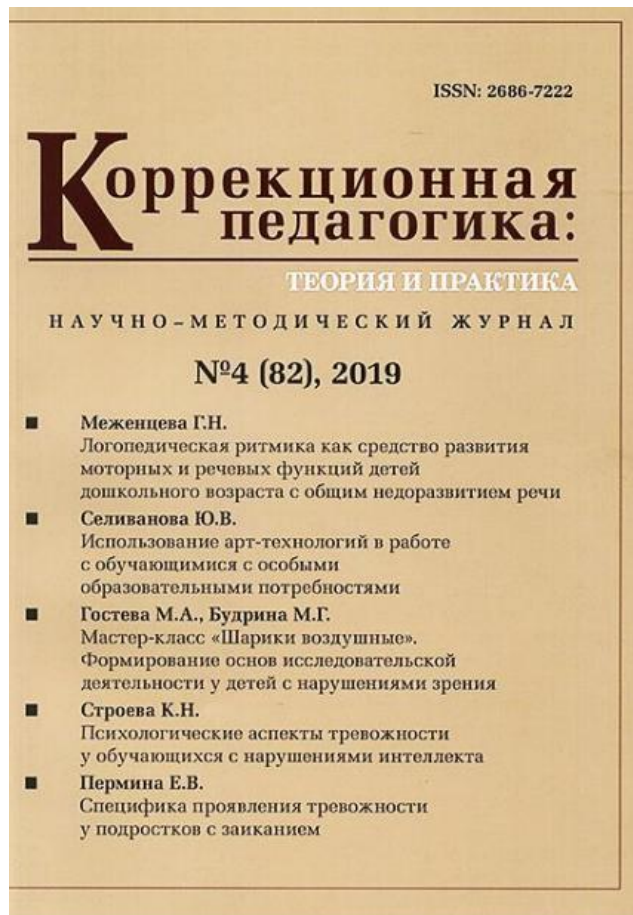 ISSN: 2686-7222
Коррекционная
педагогика:
ТЕОРИЯ И ПРАКТИКА
НАУЧНО–МЕТОДИЧЕСКИЙ ЖУРНАЛ
№4 (82), 2019
■ Меженцева Г.Н.
Логопедическая ритмика как средство развития
моторных и речевых функций детей
дошкольного возраста с общим недоразвитием речи
■ Селиванова Ю.В.
Использование арт-технологий в работе
с обучающимися с особыми
образовательными потребностями
■ Гостева М.А., Будрина М.Г.
Мастер-класс «Шарики воздушные».
Формирование основ исследовательской
деятельности у детей с нарушениями зрения
■ Строева К.Н.
Психологические аспекты тревожности
у обучающихся с нарушениями интеллекта
■ Пермина Е.В.
Специфика проявления тревожности
у подростков с заиканием